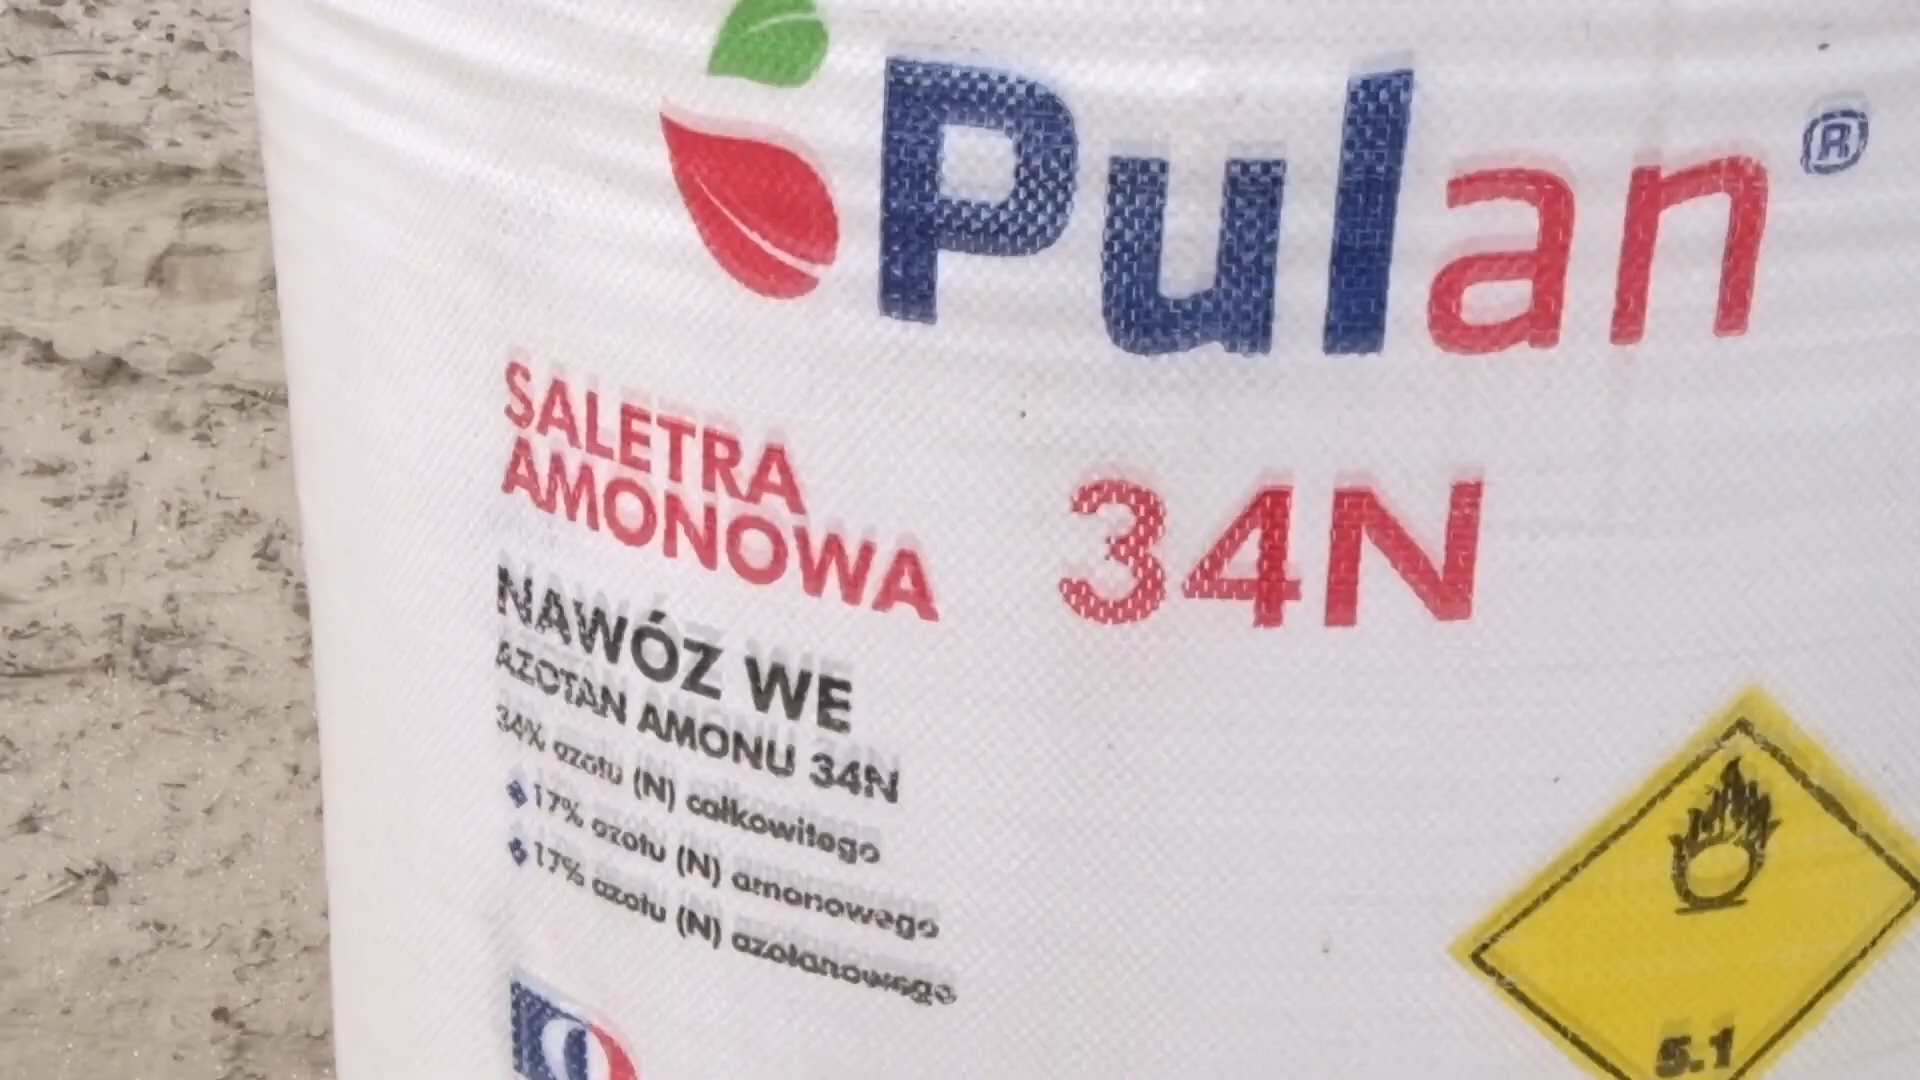 Pulan®
SALETRA
AMONOWA
34N
NAWÓZ WE
AZOTAN AMONU 34N
34% azotu (N) całkowitego
17% azotu (N) amonowego
17% azotu (N) azotanowego
5.1